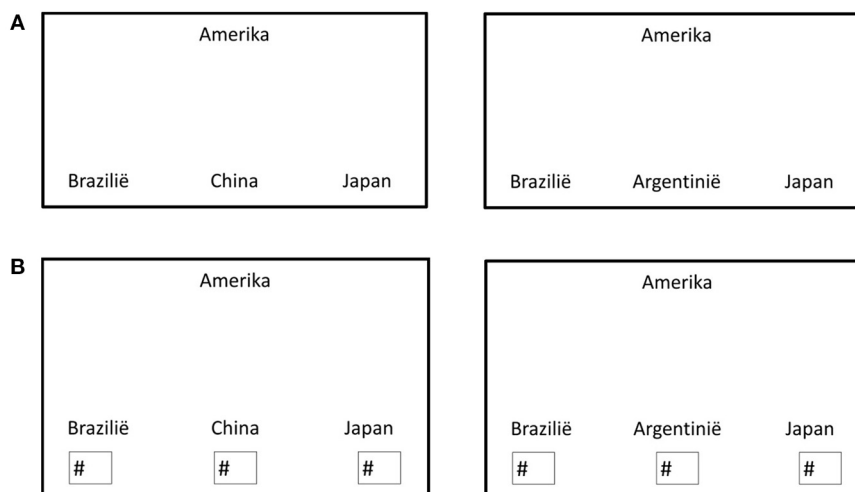 A
Amerika
Brazilië China Japan
Amerika
Brazilië Argentinië Japan
B
Amerika
Brazilië China Japan
# # #
Amerika
Brazilië Argentinië Japan
# # #